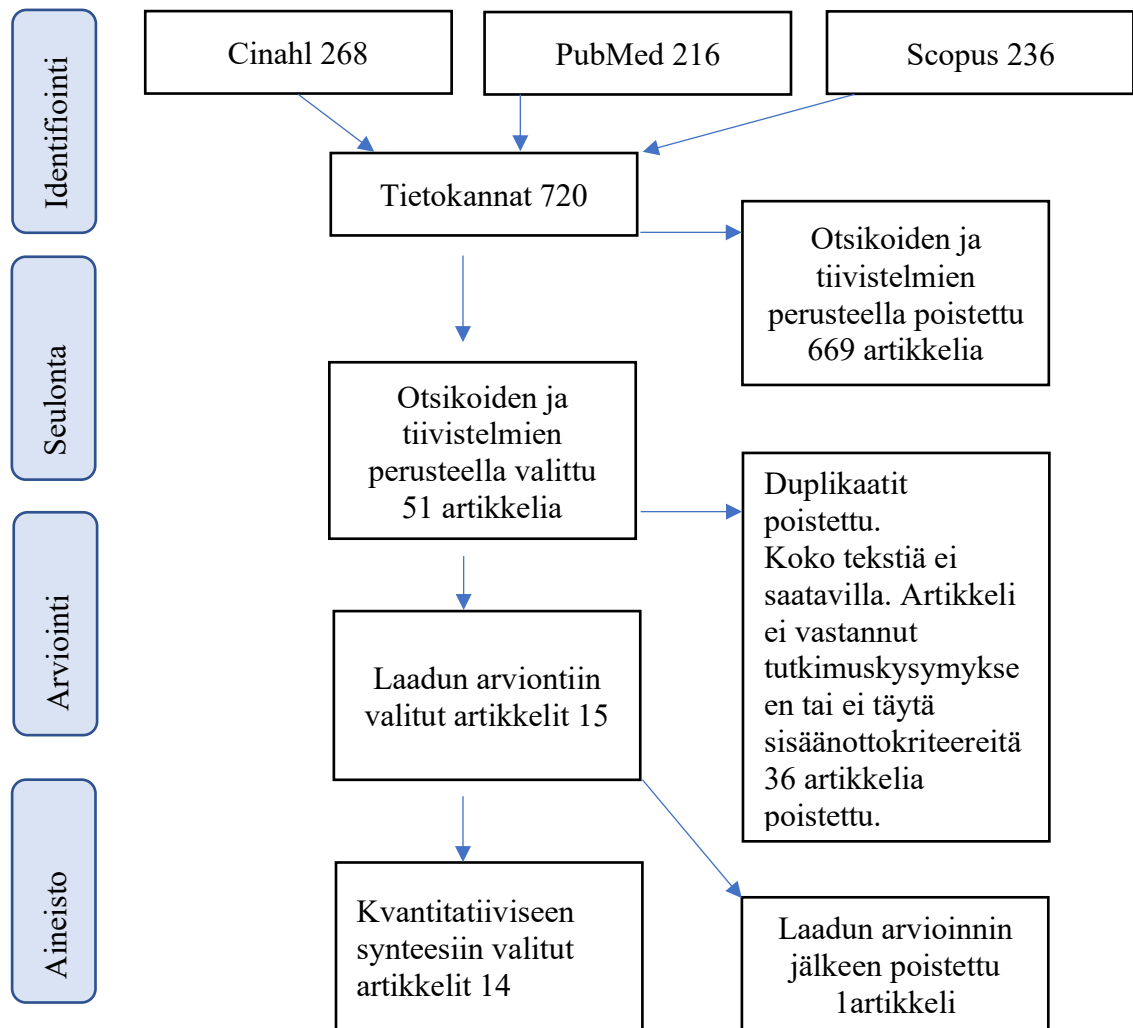 Identifiointi
Cinahl 268
PubMed 216
Scopus 236
Tietokannat 720
Otsikoiden ja
tiivistelmien
perusteella poistettu
669 artikkelia
Seulonta
Otsikoiden ja
tiivistelmien
perusteella valittu
51 artikkelia
Duplikaatit
poistettu.
Koko tekstiä ei
saatavilla. Artikkeli
ei vastannut
tutkimuskysymykse
en tai ei täytä
sisäänottokriteereitä
36 artikkelia
poistettu.
Arviointi
Laadun arviontiin
valitut artikkelit 15
Aineisto
Kvantitatiiviseen
synteesiin valitut
artikkelit 14
Laadun arvioinnin
jälkeen poistettu
1artikkeli